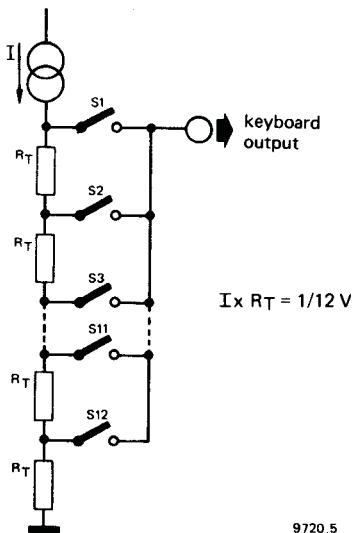 I
S1
keyboard
output
RT
S2
RT
S3
I x RT = 1/12 V
S11
RT
S12
RT
9720.5